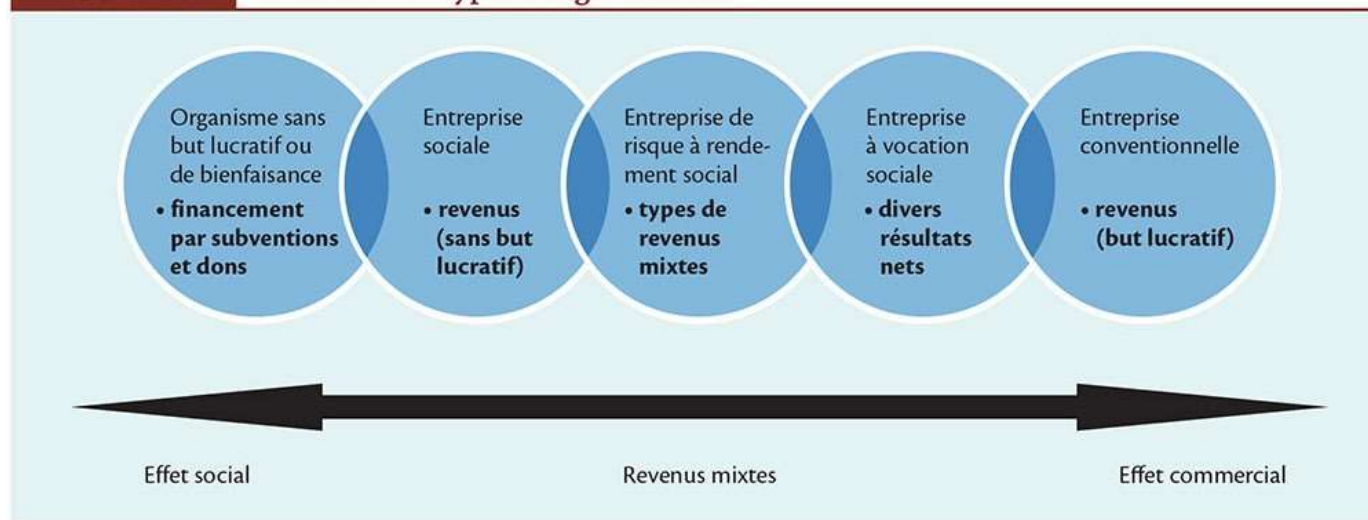 Organisme sans
but lucratif ou
de bienfaisance
• financement
par subventions
et dons
Entreprise
sociale
• revenus
(sans but
lucratif)
Entreprise de
risque à rende-
ment social
• types de
revenus
mixtes
Entreprise
à vocation
sociale
• divers
résultats
nets
Entreprise
conventionnelle
• revenus
(but lucratif)
Effet social
Revenus mixtes
Effet commercial